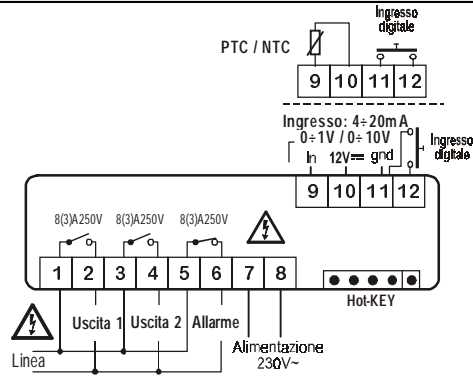 Ingresso
digitale
PTC / NTC
9 10 11 12
Ingresso: 4÷20mA
0÷1V / 0÷10V
In 12V⎓ gnd
Ingresso
digitale
9 10 11 12
8(3)A250V 8(3)A250V 8(3)A250V
1 2 3 4 5 6 7 8
Hot-KEY
Uscita 1 Uscita 2 Allarme
Alimentazione
230V~
Linea